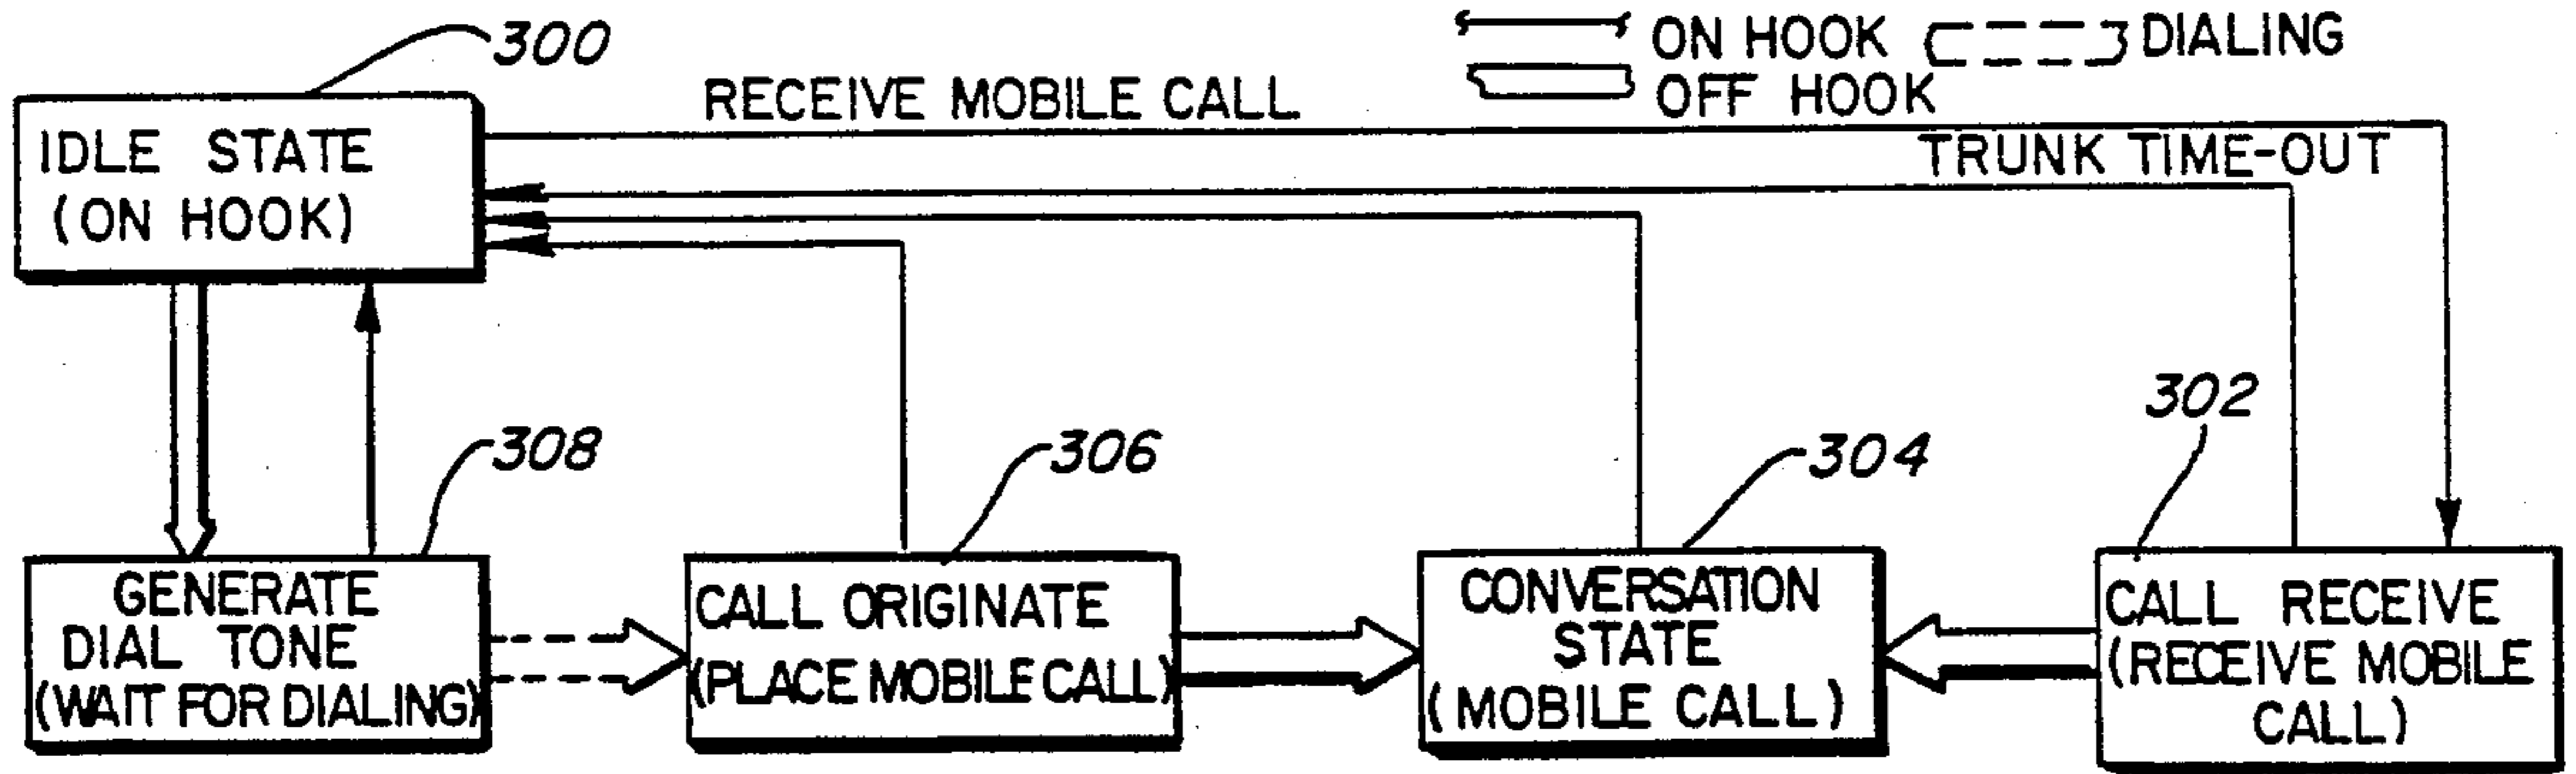 300
ON HOOK
DIALING
OFF HOOK
RECEIVE MOBILE CALL
TRUNK TIME-OUT
IDLE STATE
(ON HOOK)
308
306
304
302
GENERATE
DIAL TONE
(WAIT FOR DIALING)
CALL ORIGINATE
(PLACE MOBILE CALL)
CONVERSATION
STATE
(MOBILE CALL)
CALL RECEIVE
(RECEIVE MOBILE
CALL)